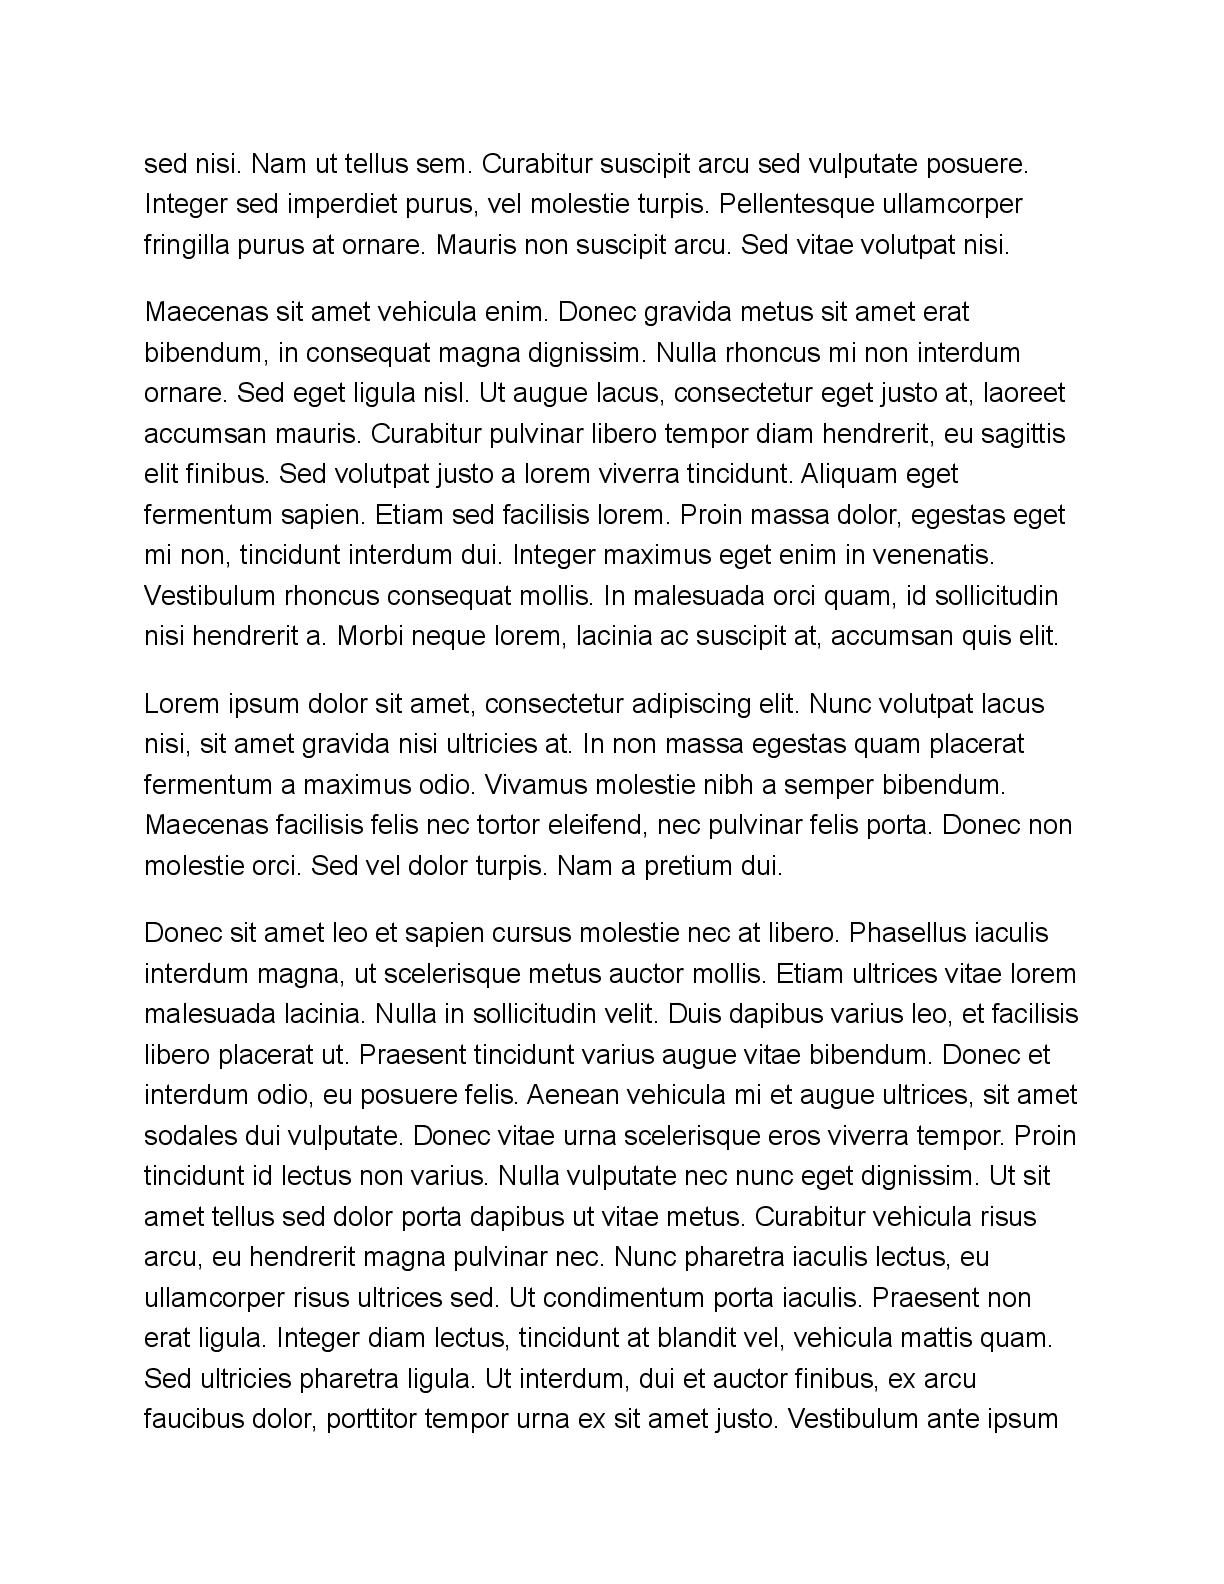 sed nisi. Nam ut tellus sem. Curabitur suscipit arcu sed vulputate posuere.
Integer sed imperdiet purus, vel molestie turpis. Pellentesque ullamcorper
fringilla purus at ornare. Mauris non suscipit arcu. Sed vitae volutpat nisi.
Maecenas sit amet vehicula enim. Donec gravida metus sit amet erat
bibendum, in consequat magna dignissim. Nulla rhoncus mi non interdum
ornare. Sed eget ligula nisl. Ut augue lacus, consectetur eget justo at, laoreet
accumsan mauris. Curabitur pulvinar libero tempor diam hendrerit, eu sagittis
elit finibus. Sed volutpat justo a lorem viverra tincidunt. Aliquam eget
fermentum sapien. Etiam sed facilisis lorem. Proin massa dolor, egestas eget
mi non, tincidunt interdum dui. Integer maximus eget enim in venenatis.
Vestibulum rhoncus consequat mollis. In malesuada orci quam, id sollicitudin
nisi hendrerit a. Morbi neque lorem, lacinia ac suscipit at, accumsan quis elit.
Lorem ipsum dolor sit amet, consectetur adipiscing elit. Nunc volutpat lacus
nisi, sit amet gravida nisi ultricies at. In non massa egestas quam placerat
fermentum a maximus odio. Vivamus molestie nibh a semper bibendum.
Maecenas facilisis felis nec tortor eleifend, nec pulvinar felis porta. Donec non
molestie orci. Sed vel dolor turpis. Nam a pretium dui.
Donec sit amet leo et sapien cursus molestie nec at libero. Phasellus iaculis
interdum magna, ut scelerisque metus auctor mollis. Etiam ultrices vitae lorem
malesuada lacinia. Nulla in sollicitudin velit. Duis dapibus varius leo, et facilisis
libero placerat ut. Praesent tincidunt varius augue vitae bibendum. Donec et
interdum odio, eu posuere felis. Aenean vehicula mi et augue ultrices, sit amet
sodales dui vulputate. Donec vitae urna scelerisque eros viverra tempor. Proin
tincidunt id lectus non varius. Nulla vulputate nec nunc eget dignissim. Ut sit
amet tellus sed dolor porta dapibus ut vitae metus. Curabitur vehicula risus
arcu, eu hendrerit magna pulvinar nec. Nunc pharetra iaculis lectus, eu
ullamcorper risus ultrices sed. Ut condimentum porta iaculis. Praesent non
erat ligula. Integer diam lectus, tincidunt at blandit vel, vehicula mattis quam.
Sed ultricies pharetra ligula. Ut interdum, dui et auctor finibus, ex arcu
faucibus dolor, porttitor tempor urna ex sit amet justo. Vestibulum ante ipsum